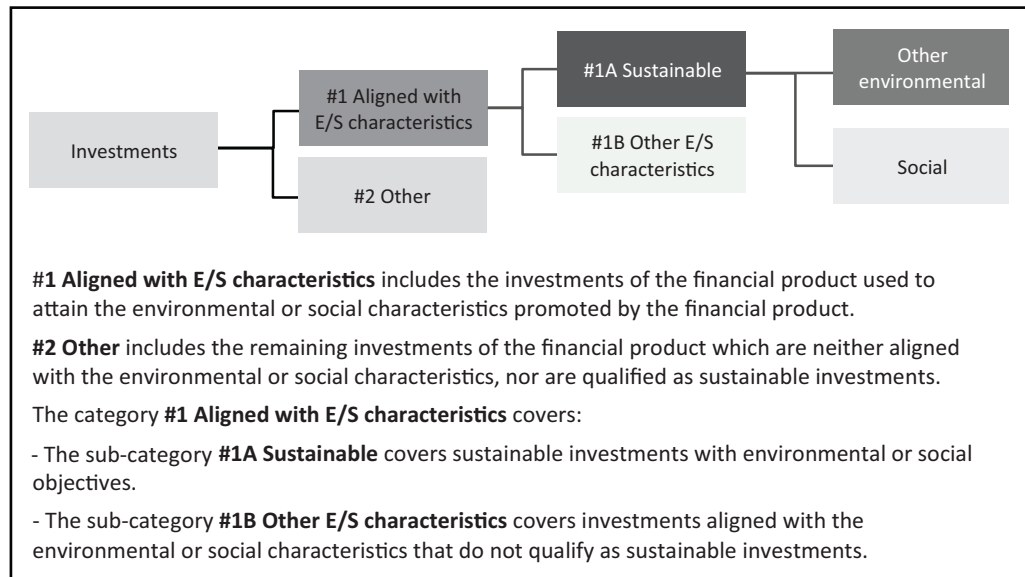 Investments
#1 Aligned with
E/S characteristics
#2 Other
#1A Sustainable
#1B Other E/S
characteristics
Other
environmental
Social
#1 Aligned with E/S characteristics includes the investments of the financial product used to
attain the environmental or social characteristics promoted by the financial product.
#2 Other includes the remaining investments of the financial product which are neither aligned
with the environmental or social characteristics, nor are qualified as sustainable investments.
The category #1 Aligned with E/S characteristics covers:
- The sub-category #1A Sustainable covers sustainable investments with environmental or social
objectives.
- The sub-category #1B Other E/S characteristics covers investments aligned with the
environmental or social characteristics that do not qualify as sustainable investments.